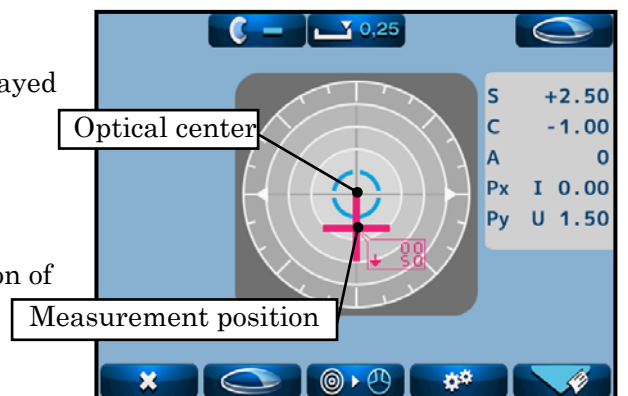 0,25
ayed
S +2.50
C -1.00
A 0
Px I 0.00
Py U 1.50
Optical center
00
50
on of
Measurement position